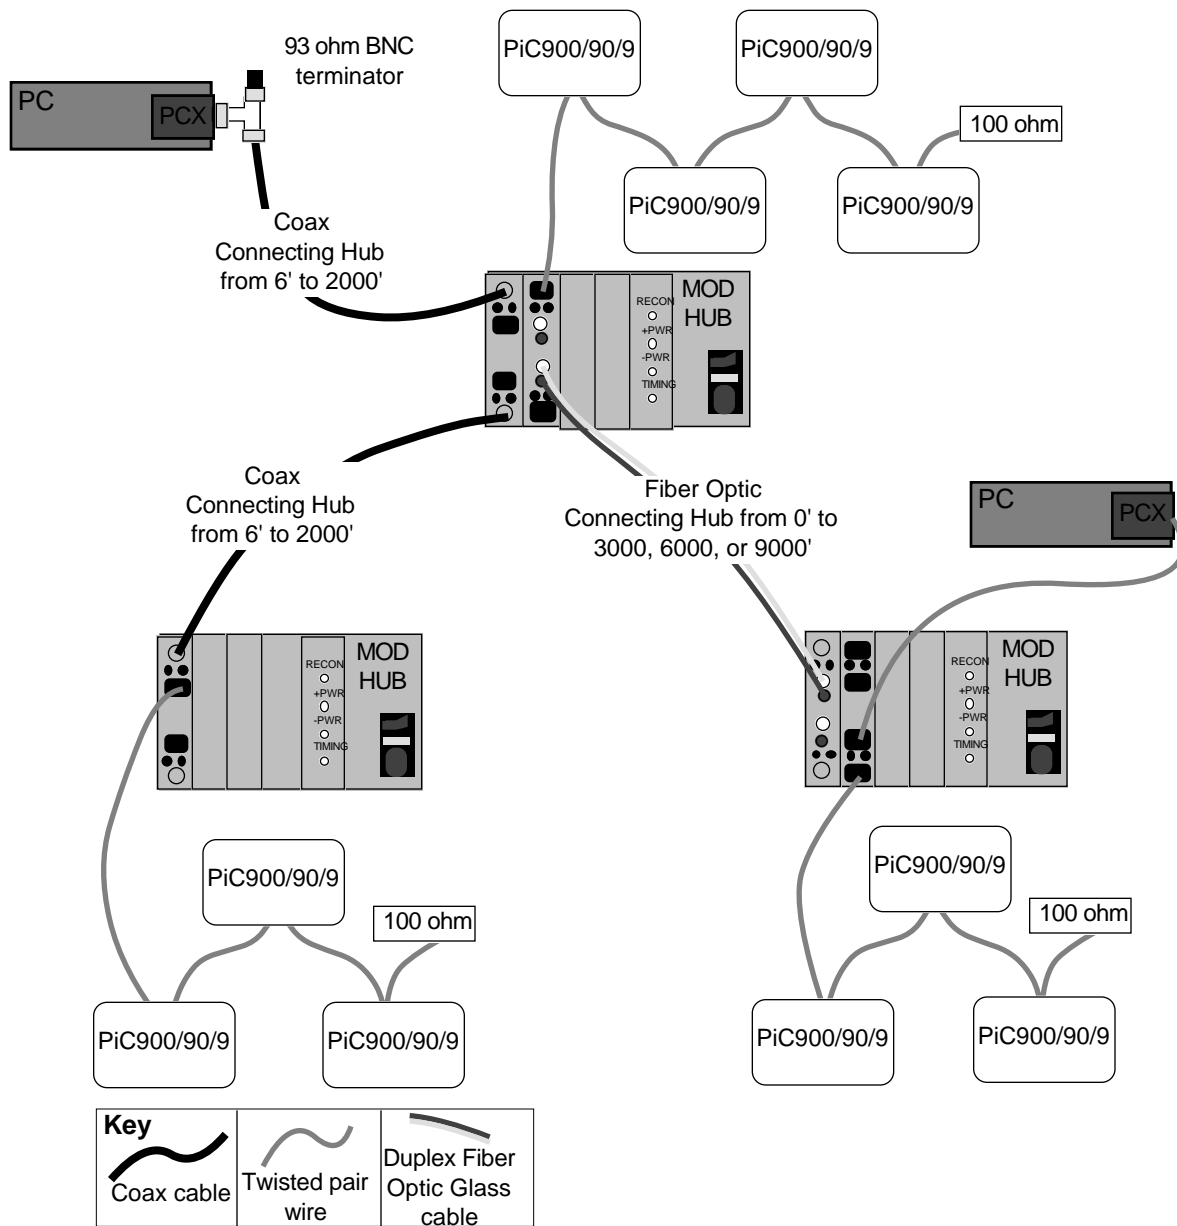 93 ohm BNC
terminator
PC
PCX
PiC900/90/9
PiC900/90/9
100 ohm
PiC900/90/9
PiC900/90/9
Coax
Connecting Hub
from 6' to 2000'
RECON
+PWR
-PWR
TIMING
MOD
HUB
Coax
Connecting Hub
from 6' to 2000'
Fiber Optic
Connecting Hub from 0' to
3000, 6000, or 9000'
PC
PCX
RECON
+PWR
-PWR
TIMING
MOD
HUB
RECON
+PWR
-PWR
TIMING
MOD
HUB
PiC900/90/9
100 ohm
PiC900/90/9
PiC900/90/9
PiC900/90/9
100 ohm
PiC900/90/9
PiC900/90/9
Key
Coax cable
Twisted pair
wire
Duplex Fiber
Optic Glass
cable